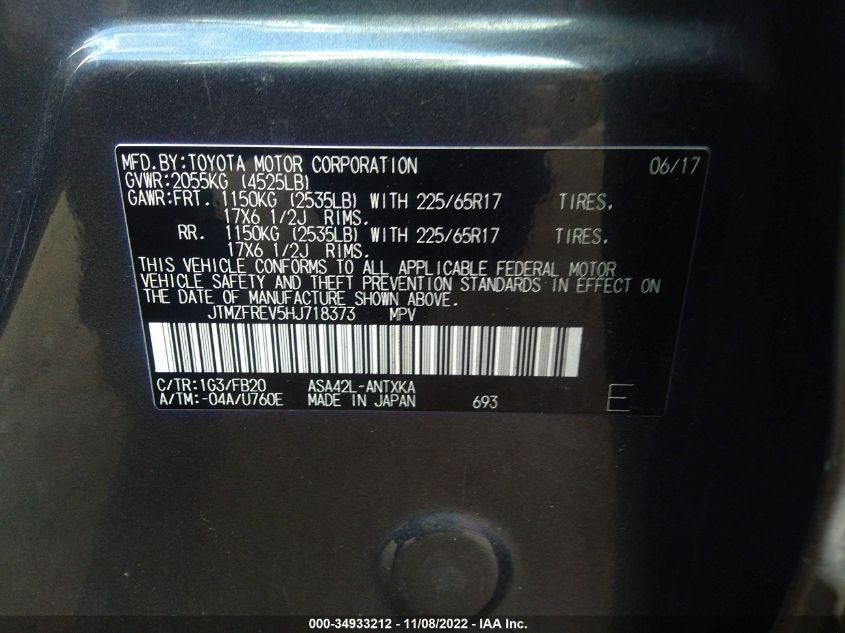 MFD.BY:TOYOTA MOTOR CORPORATION 06/17
GVWR:2055KG (4525LB)
GAWR:FRT. 1150KG (2535LB) WITH 225/65R17 TIRES,
17X6 1/2J RIMS.
RR. 1150KG (2535LB) WITH 225/65R17 TIRES,
17X6 1/2J RIMS.
THIS VEHICLE CONFORMS TO ALL APPLICABLE FEDERAL MOTOR
VEHICLE SAFETY AND THEFT PREVENTION STANDARDS IN EFFECT ON
THE DATE OF MANUFACTURE SHOWN ABOVE.
JTMZFREV5HJ718373 MPV
C/TR:1G3/FB20 ASA42L-ANTXKA
A/TM:-04A/U760E MADE IN JAPAN 693 E
000-34933212 - 11/08/2022 - IAA Inc.